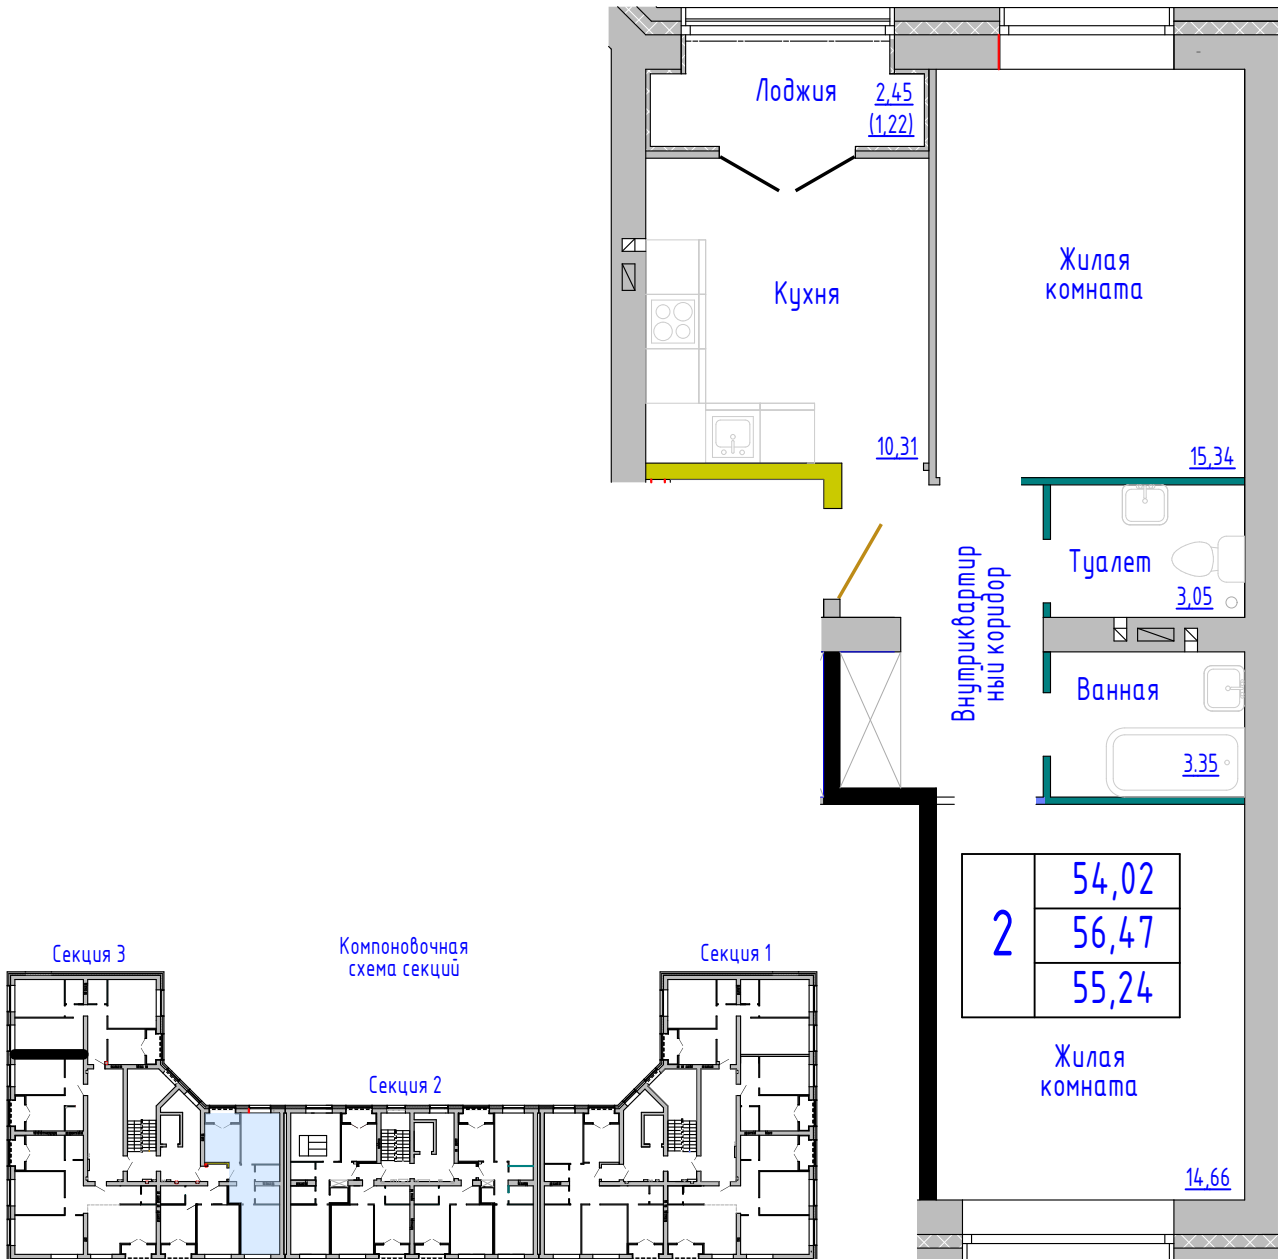 Лоджия
2,45
(1,22)
Жилая
комната
Кухня
10,31
15,34
Туалет
3,05
Внутриквартир
ный коридор
Ванная
3.35
2
54,02
56,47
55,24
Жилая
комната
14,66
Секция 3
Компоновочная
схема секций
Секция 1
Секция 2